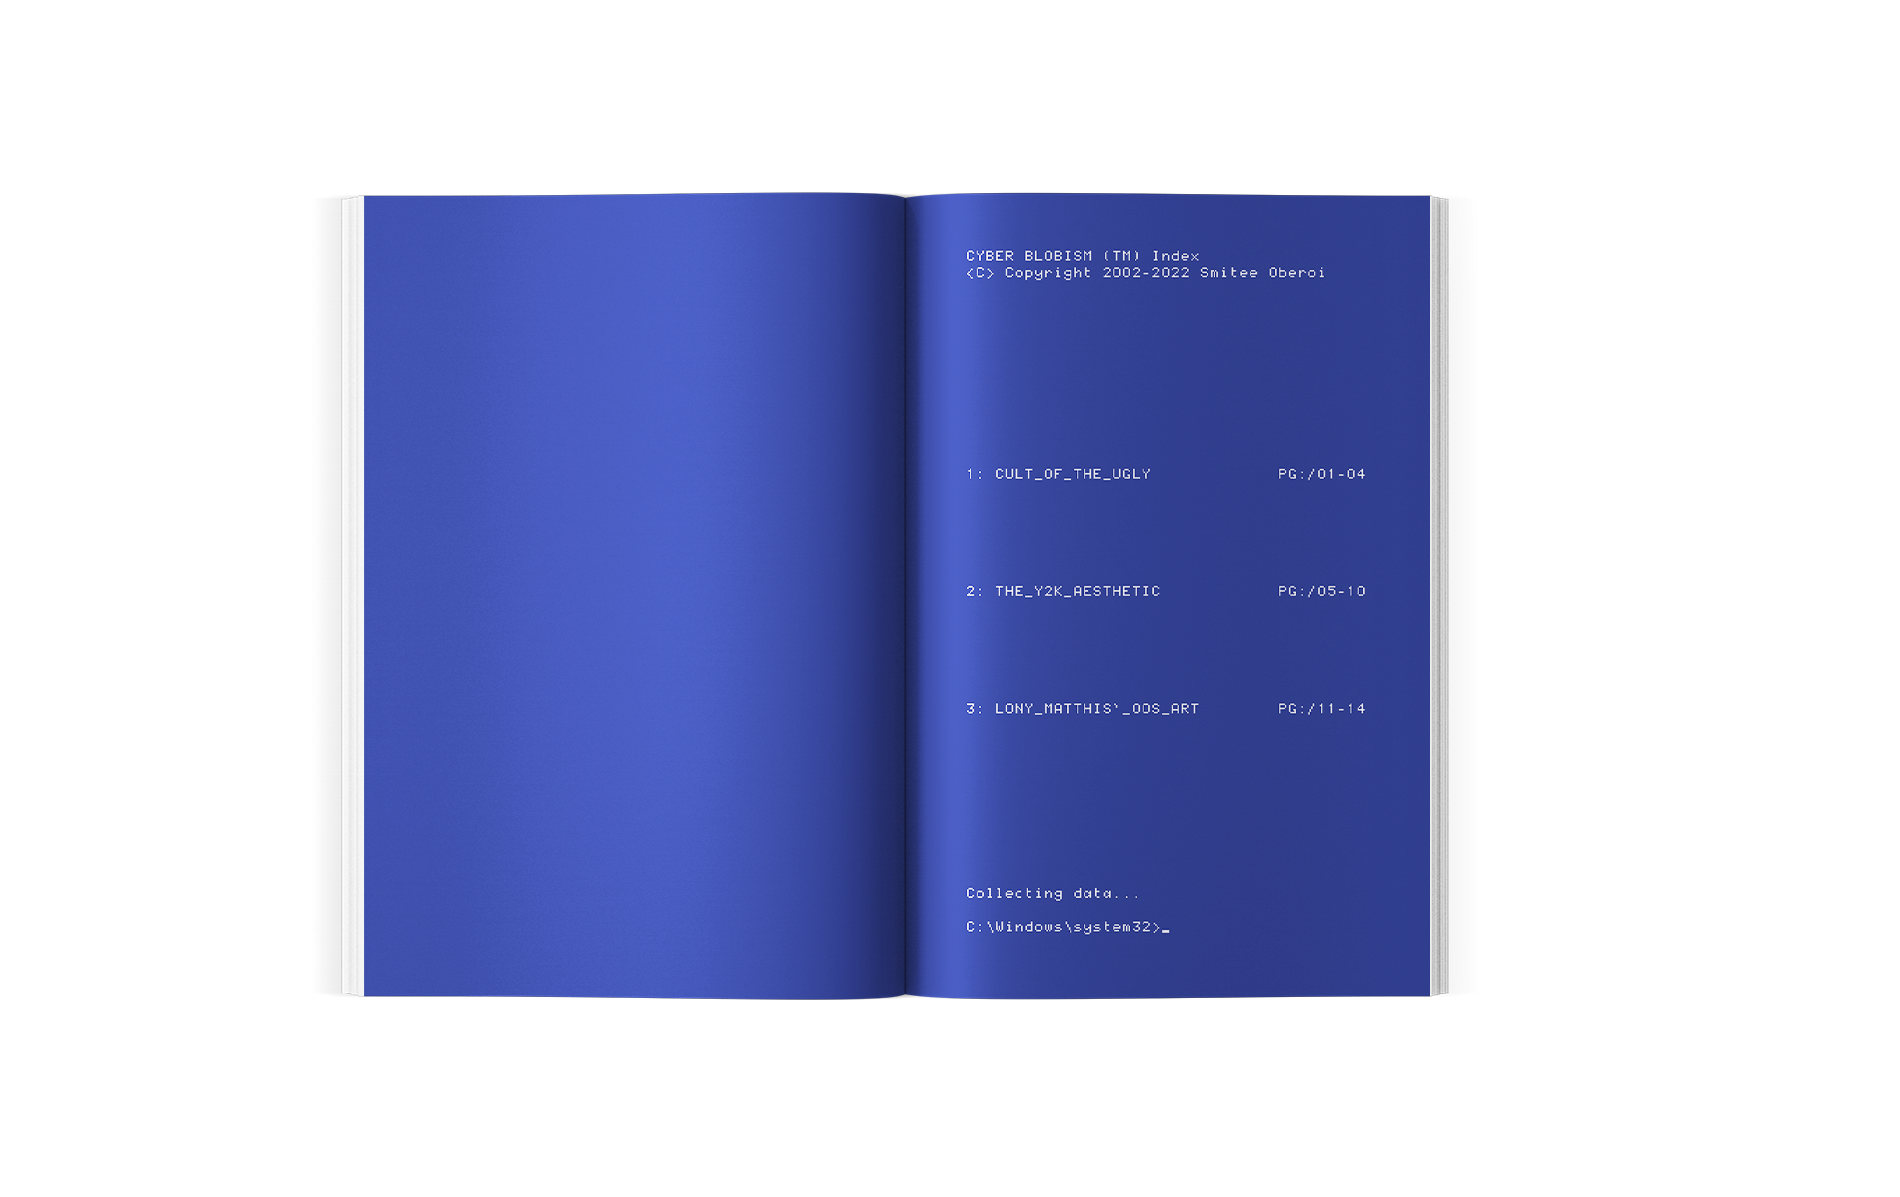 CYBER BLOBISM (TM) Index
<C> Copyright 2002-2022 Smitee Oberoi
1: CULT_OF_THE_UGLY PG:/01-04
2: THE_Y2K_AESTHETIC PG:/05-10
3: LONY_MATTHIS`_OOS_ART PG:/11-14
Collecting data...
C:\Windows\system32>_